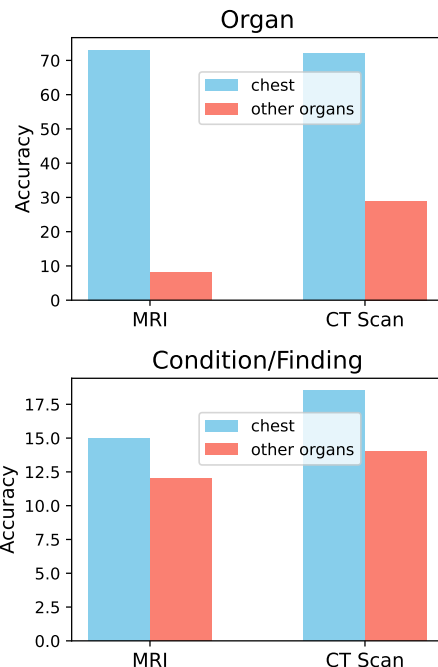 Organ
Accuracy
70
60
50
40
30
20
10
0
chest
other organs
MRI
CT Scan
Condition/Finding
Accuracy
17.5
15.0
12.5
10.0
7.5
5.0
2.5
0.0
chest
other organs
MRI
CT Scan